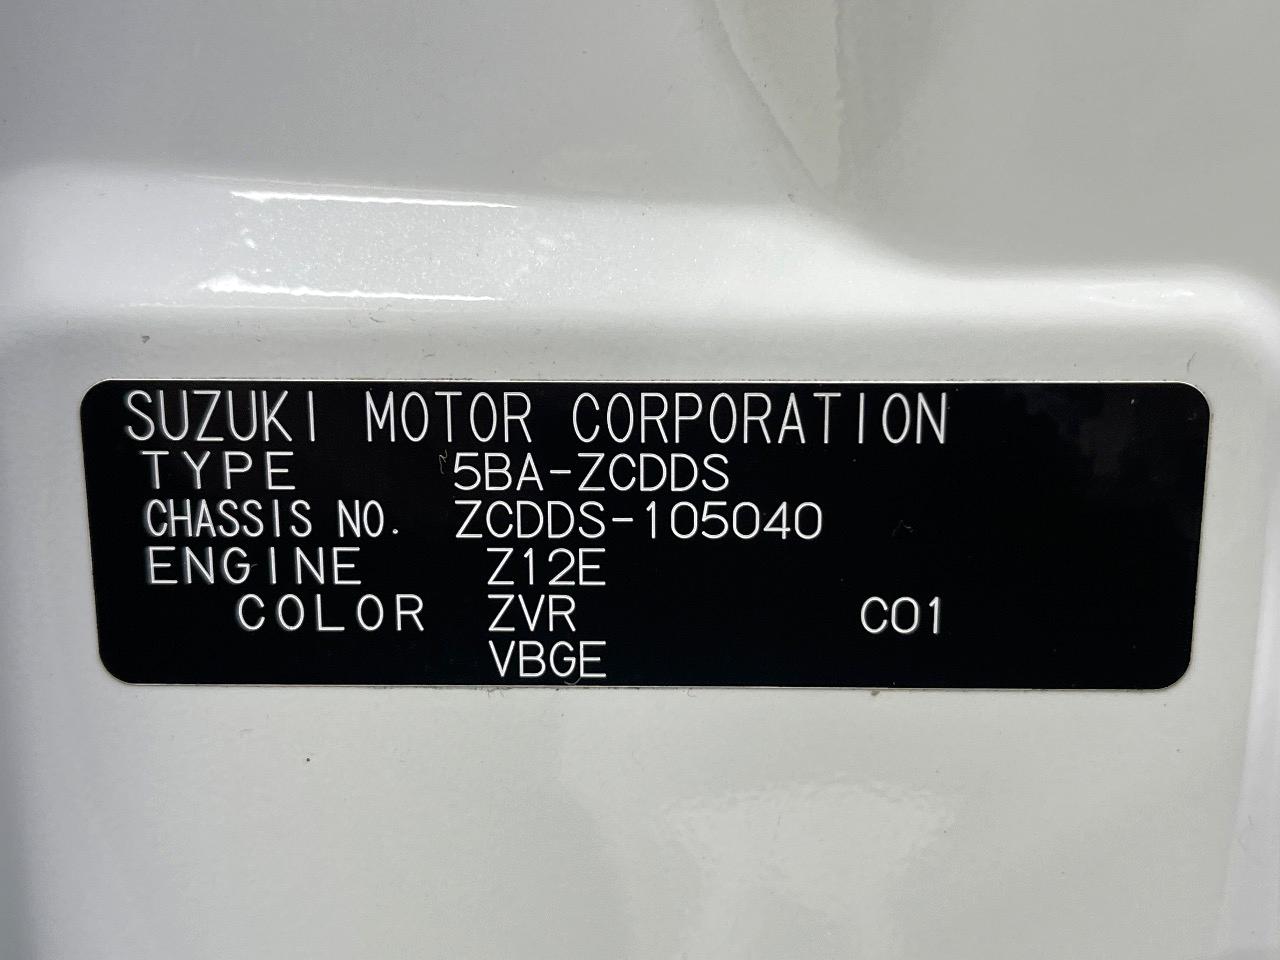 SUZUKI MOTOR CORPORATION
TYPE 5BA-ZCDDS
CHASSIS NO. ZCDDS-105040
ENGINE Z12E
COLOR ZVR C01
VBGE